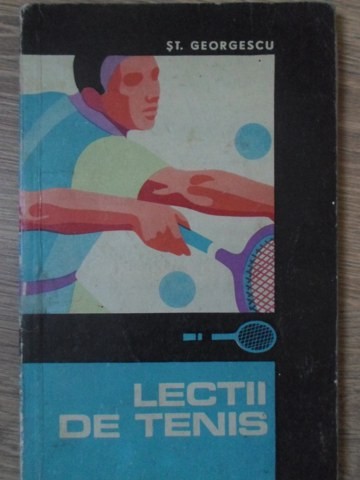 ŞT. GEORGESCU
LECTII
DE TENIS